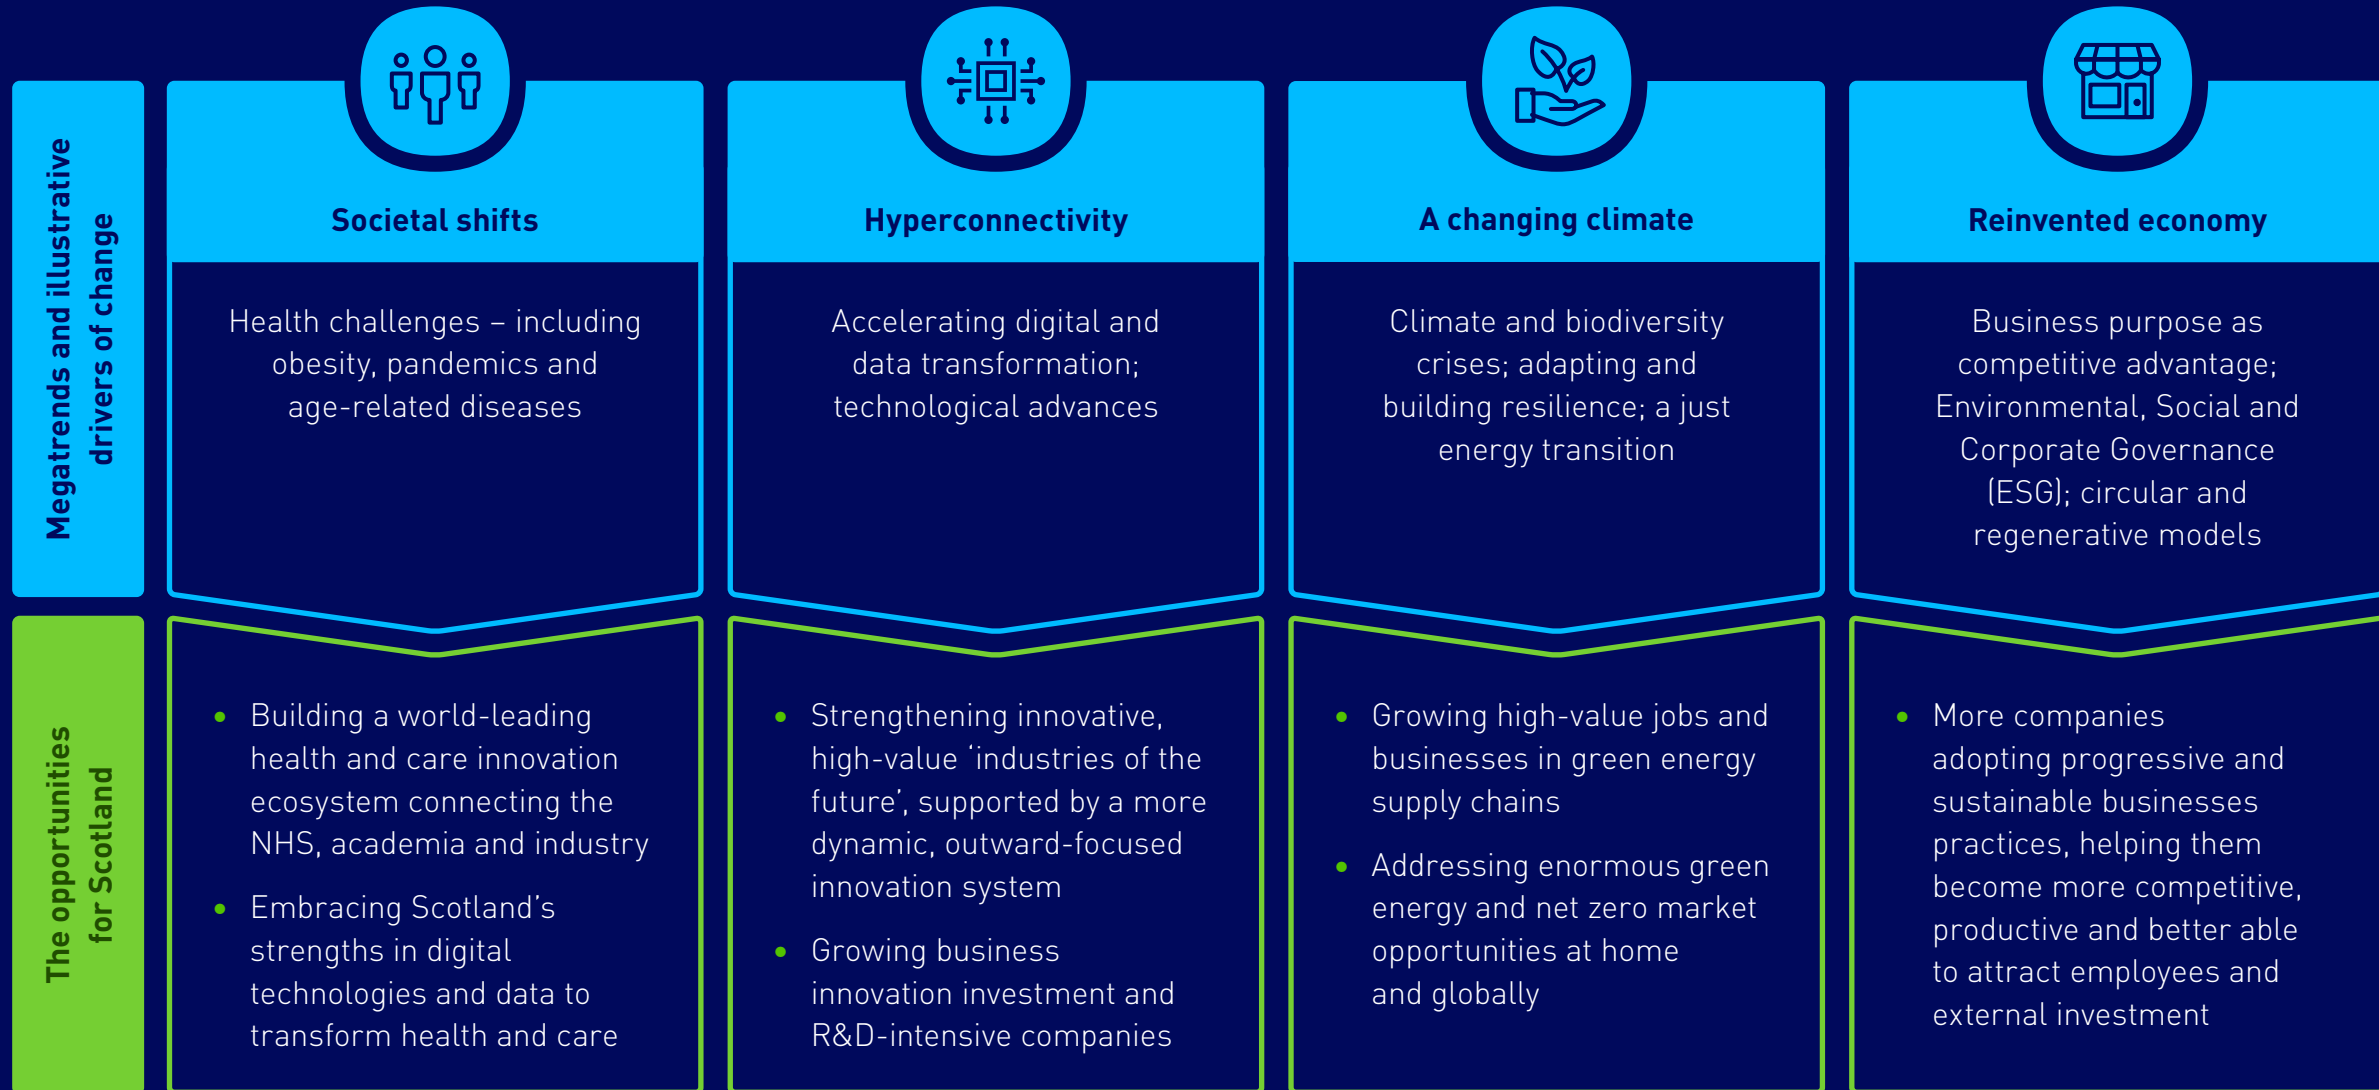 Megatrends and illustrative
drivers of change
Societal shifts
Health challenges – including
obesity, pandemics and
age-related diseases
Hyperconnectivity
Accelerating digital and
data transformation;
technological advances
A changing climate
Climate and biodiversity
crises; adapting and
building resilience; a just
energy transition
Reinvented economy
Business purpose as
competitive advantage;
Environmental, Social and
Corporate Governance
(ESG); circular and
regenerative models
The opportunities
for Scotland
• Building a world-leading
health and care innovation
ecosystem connecting the
NHS, academia and industry
• Embracing Scotland’s
strengths in digital
technologies and data to
transform health and care
• Strengthening innovative,
high-value ‘industries of the
future’, supported by a more
dynamic, outward-focused
innovation system
• Growing business
innovation investment and
R&D-intensive companies
• Growing high-value jobs and
businesses in green energy
supply chains
• Addressing enormous green
energy and net zero market
opportunities at home
and globally
• More companies
adopting progressive and
sustainable businesses
practices, helping them
become more competitive,
productive and better able
to attract employees and
external investment